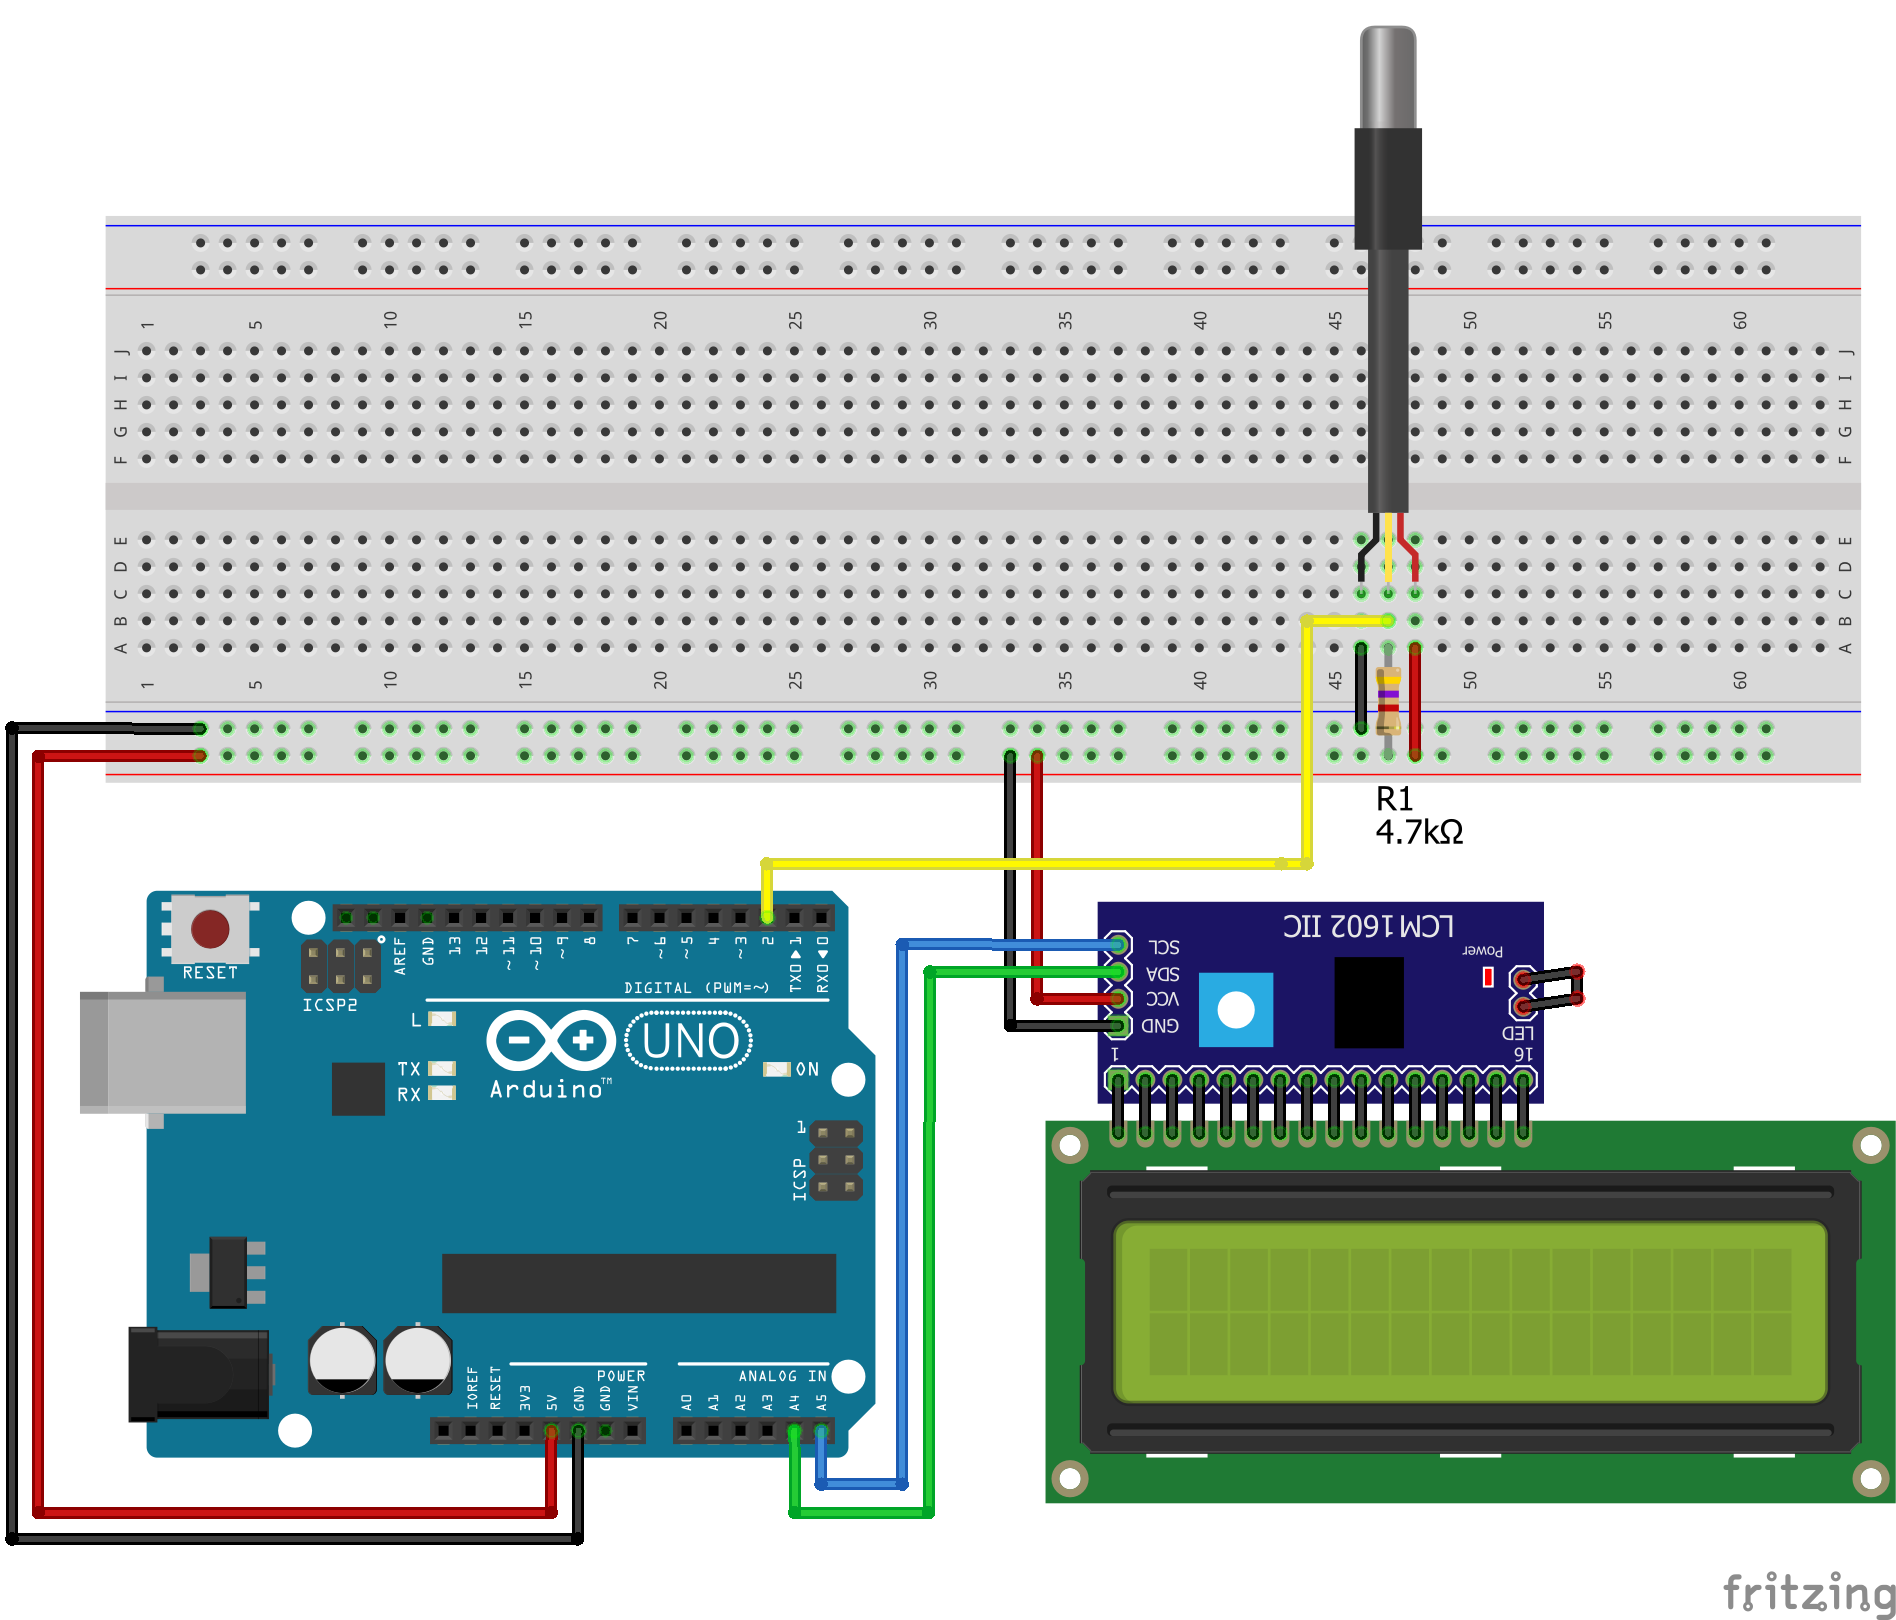 1 5 10 15 20 25 30 35 40 45 50 55 60
J J
I I
H H
G G
F F
E E
D D
C C
B B
A A
1 5 10 15 20 25 30 35 40 45 50 55 60
R1
4.7kΩ
RESET
ICSP2
AREF GND 13 12 ~11 ~10 ~9 8 7 ~6 ~5 4 ~3 2 TX0▶1 RX0◀0
DIGITAL (PWM=~)
L
TX
RX
UNO
Arduino™
ON
1
ICSP
POWER
ANALOG IN
IOREF RESET 3V3 5V GND GND VIN A0 A1 A2 A3 A4 A5
LCM1602 IIC
SCL
SDA
VCC
GND
Power
LED
1 16
fritzing